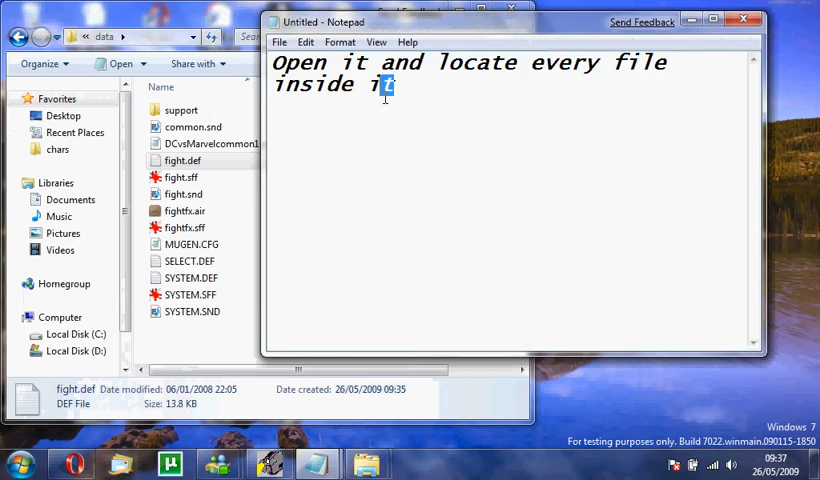 Send Feedback
data
Sear
Organize
Open
Share with
Favorites
Desktop
Recent Places
chars
Libraries
Documents
Music
Pictures
Videos
Homegroup
Computer
Local Disk (C:)
Local Disk (D:)
Name
support
common.snd
DCvsMarvelcommon1
fight.def
fight.sff
fight.snd
fightfx.air
fightfx.sff
MUGEN.CFG
SELECT.DEF
SYSTEM.DEF
SYSTEM.SFF
SYSTEM.SND
fight.def Date modified: 06/01/2008 22:05 Date created: 26/05/2009 09:35
DEF File Size: 13.8 KB
Untitled - Notepad
Send Feedback
File Edit Format View Help
Open it and locate every file
inside it
Windows 7
For testing purposes only. Build 7022.winmain.090115-1850
09:37
26/05/2009